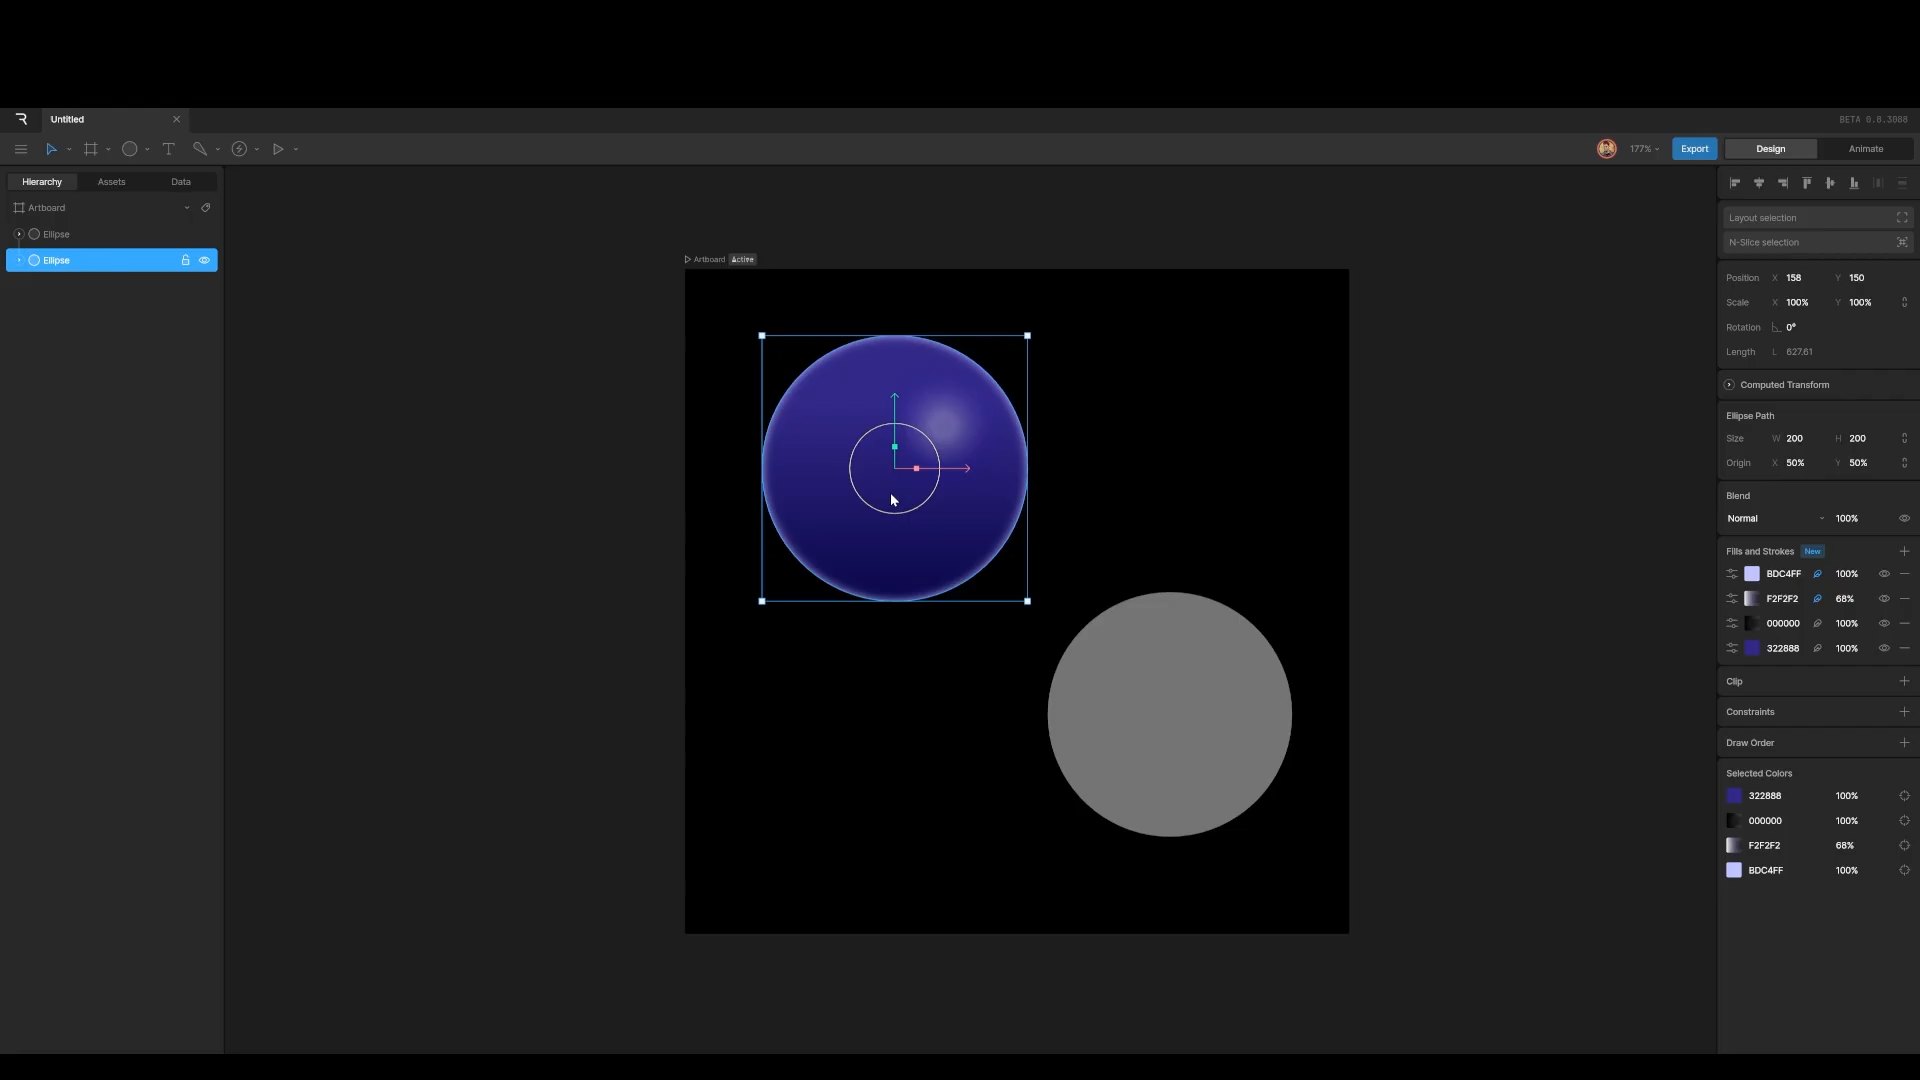 Untitled
BETA 0.8.3088
177%
Export
Design
Animate
Hierarchy
Assets
Data
Artboard
Ellipse
Ellipse
Artboard Active
Layout selection
N-Slice selection
Position X 158 Y 150
Scale X 100% Y 100%
Rotation 0°
Length L 627.61
Computed Transform
Ellipse Path
Size W 200 H 200
Origin X 50% Y 50%
Blend
Normal 100%
Fills and Strokes New
BDC4FF 100%
F2F2F2 68%
000000 100%
322888 100%
Clip
Constraints
Draw Order
Selected Colors
322888 100%
000000 100%
F2F2F2 68%
BDC4FF 100%